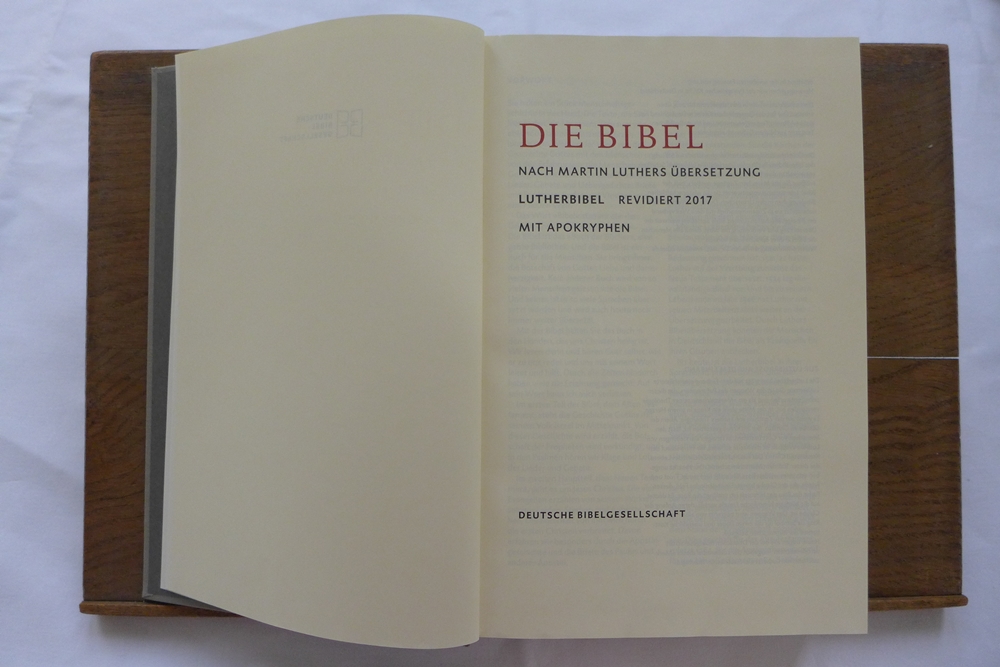 DIE BIBEL
NACH MARTIN LUTHERS ÜBERSETZUNG
LUTHERBIBEL REVIDIERT 2017
MIT APOKRYPHEN
DEUTSCHE BIBELGESELLSCHAFT